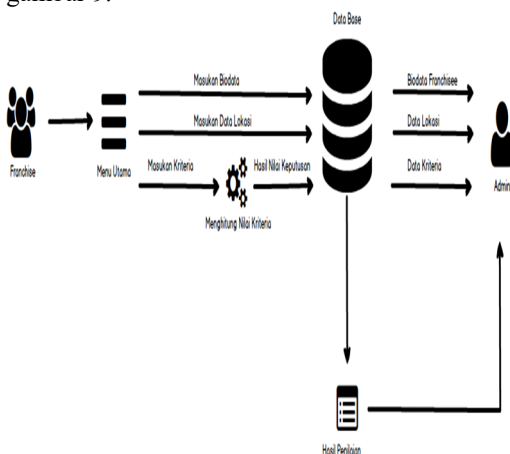 gambar 9.
Data Base
Masukan Biodata
Biodata Franchisee
Masukan Data Lokasi
Data Lokasi
Masukan Kriteria
Hasil Nilai Keputusan
Data Kriteria
Franchise
Menu Utama
Admin
Menghitung Nilai Kriteria
Hasil Penilaian